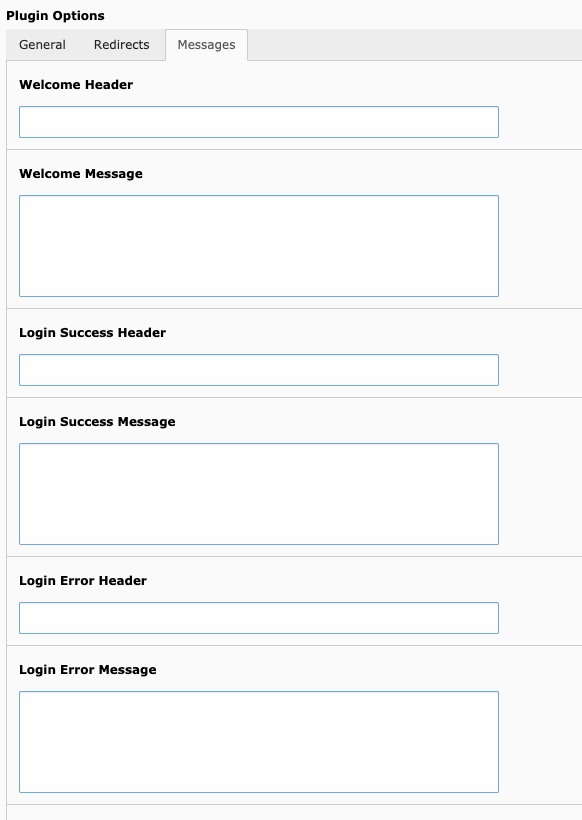 Plugin Options
General Redirects Messages
Welcome Header
Welcome Message
Login Success Header
Login Success Message
Login Error Header
Login Error Message